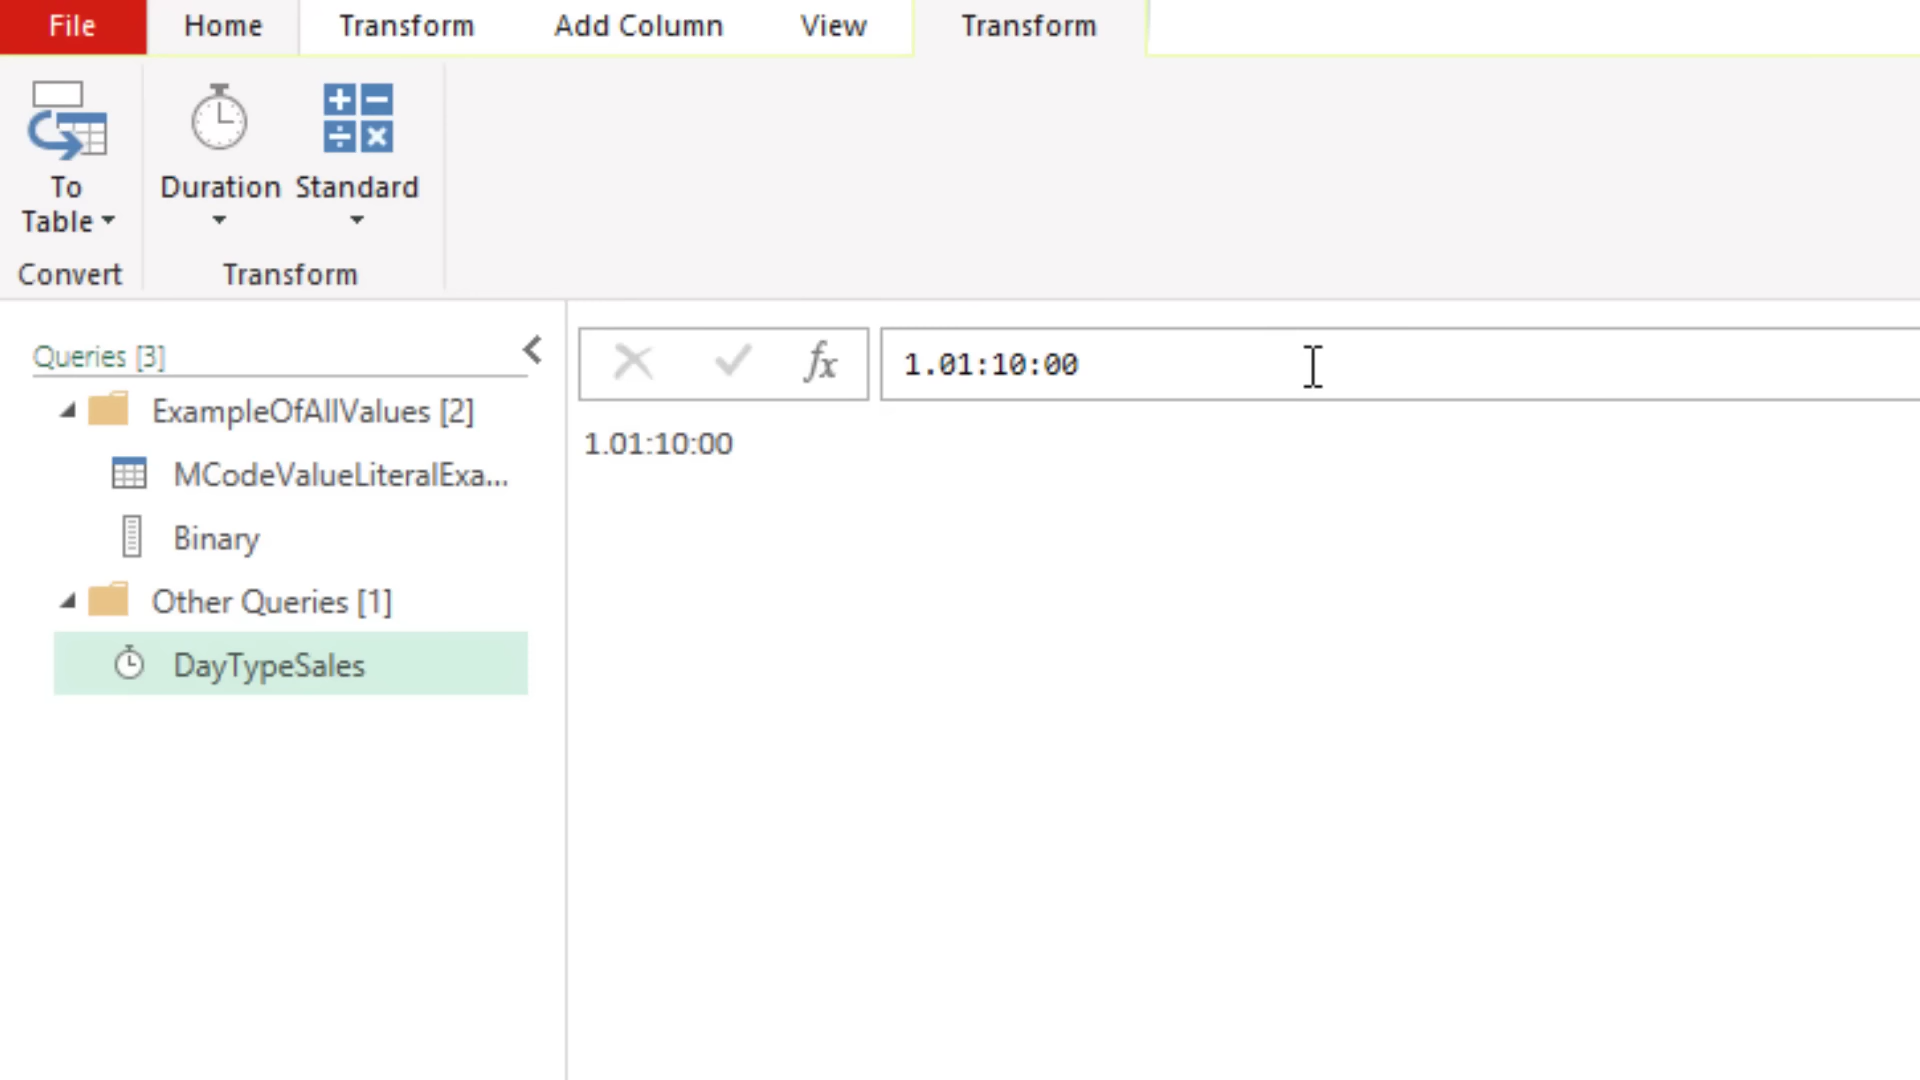 File Home Transform Add Column View Transform
To Table
Duration
Standard
Convert
Transform
Queries [3]
fx 1.01:10:00
1.01:10:00
ExampleOfAllValues [2]
MCodeValueLiteralExa...
Binary
Other Queries [1]
DayTypeSales